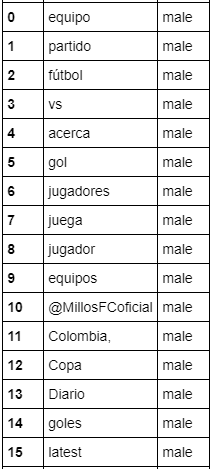 0 equipo male
1 partido male
2 fútbol male
3 vs male
4 acerca male
5 gol male
6 jugadores male
7 juega male
8 jugador male
9 equipos male
10 @MillosFCoficial male
11 Colombia, male
12 Copa male
13 Diario male
14 goles male
15 latest male